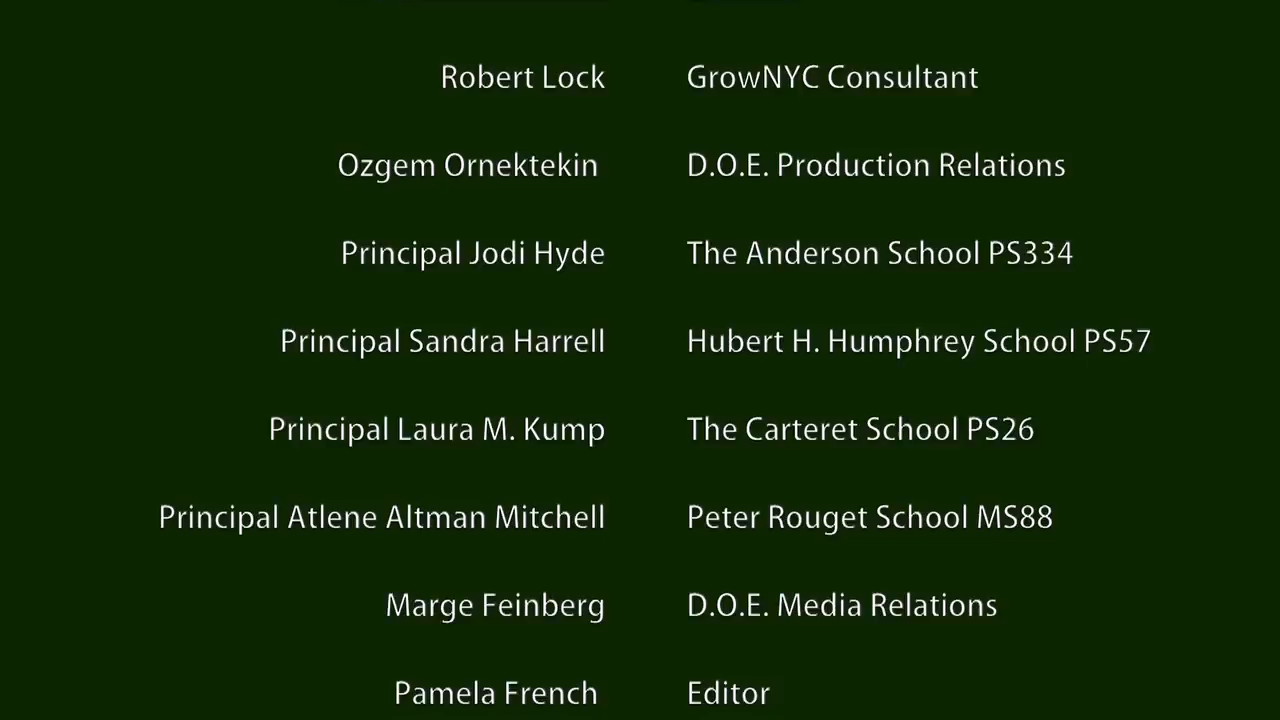 Robert Lock GrowNYC Consultant
Ozgem Ornektekin D.O.E. Production Relations
Principal Jodi Hyde The Anderson School PS334
Principal Sandra Harrell Hubert H. Humphrey School PS57
Principal Laura M. Kump The Carteret School PS26
Principal Atlene Altman Mitchell Peter Rouget School MS88
Marge Feinberg D.O.E. Media Relations
Pamela French Editor